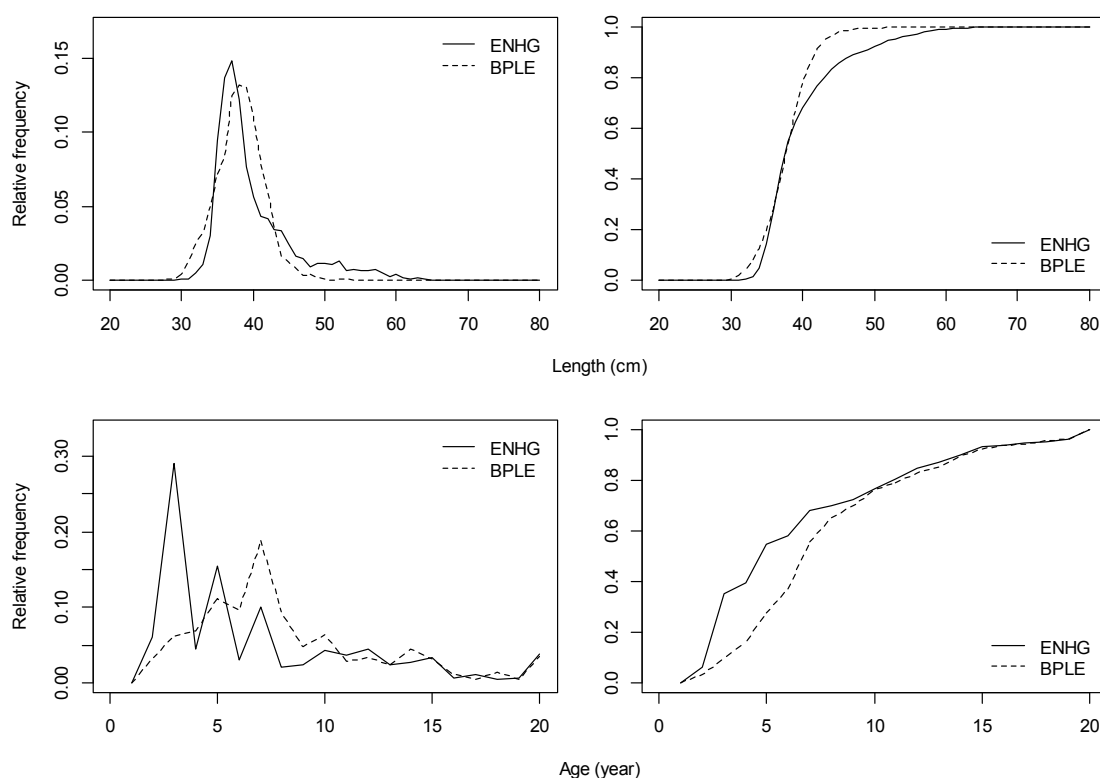 Relative frequency
0.00 0.05 0.10 0.15
20 30 40 50 60 70 80
ENHG
BPLE
0.0 0.2 0.4 0.6 0.8 1.0
20 30 40 50 60 70 80
ENHG
BPLE
Length (cm)
Relative frequency
0.00 0.10 0.20 0.30
0 5 10 15 20
ENHG
BPLE
0.0 0.2 0.4 0.6 0.8 1.0
0 5 10 15 20
ENHG
BPLE
Age (year)